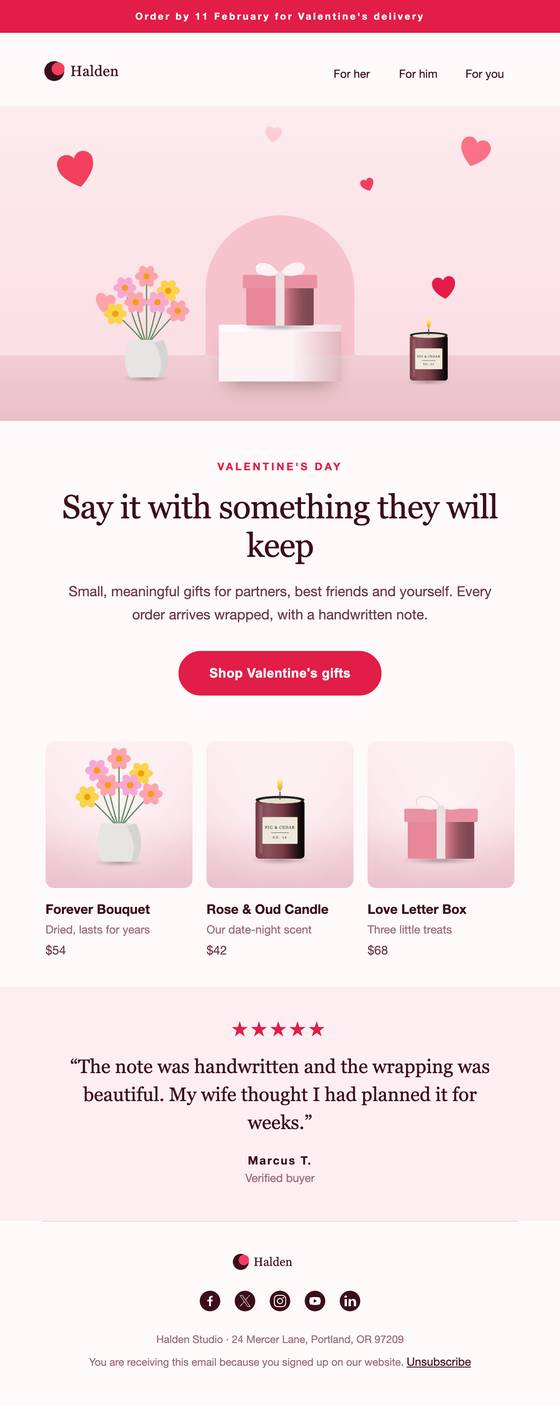 Order by 11 February for Valentine's delivery
Halden
For her For him For you
FIG & CEDAR
VALENTINE'S DAY
Say it with something they will
keep
Small, meaningful gifts for partners, best friends and yourself. Every
order arrives wrapped, with a handwritten note.
Shop Valentine's gifts
FIG & CEDAR
Forever Bouquet Rose & Oud Candle Love Letter Box
Dried, lasts for years Our date-night scent Three little treats
$54 $42 $68
★★★★★
“The note was handwritten and the wrapping was
beautiful. My wife thought I had planned it for
weeks.”
Marcus T.
Verified buyer
Halden
Halden Studio · 24 Mercer Lane, Portland, OR 97209
You are receiving this email because you signed up on our website. Unsubscribe